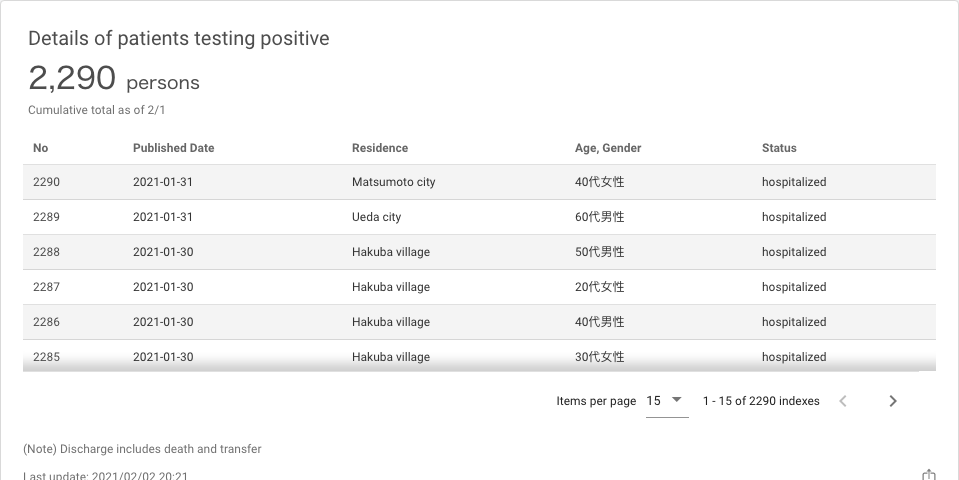 Details of patients testing positive
2,290 persons
Cumulative total as of 2/1
No Published Date Residence Age, Gender Status
2290 2021-01-31 Matsumoto city 40代女性 hospitalized
2289 2021-01-31 Ueda city 60代男性 hospitalized
2288 2021-01-30 Hakuba village 50代男性 hospitalized
2287 2021-01-30 Hakuba village 20代女性 hospitalized
2286 2021-01-30 Hakuba village 40代男性 hospitalized
2285 2021-01-30 Hakuba village 30代女性 hospitalized
Items per page 15 1 - 15 of 2290 indexes
(Note) Discharge includes death and transfer
Last update: 2021/02/02 20:21